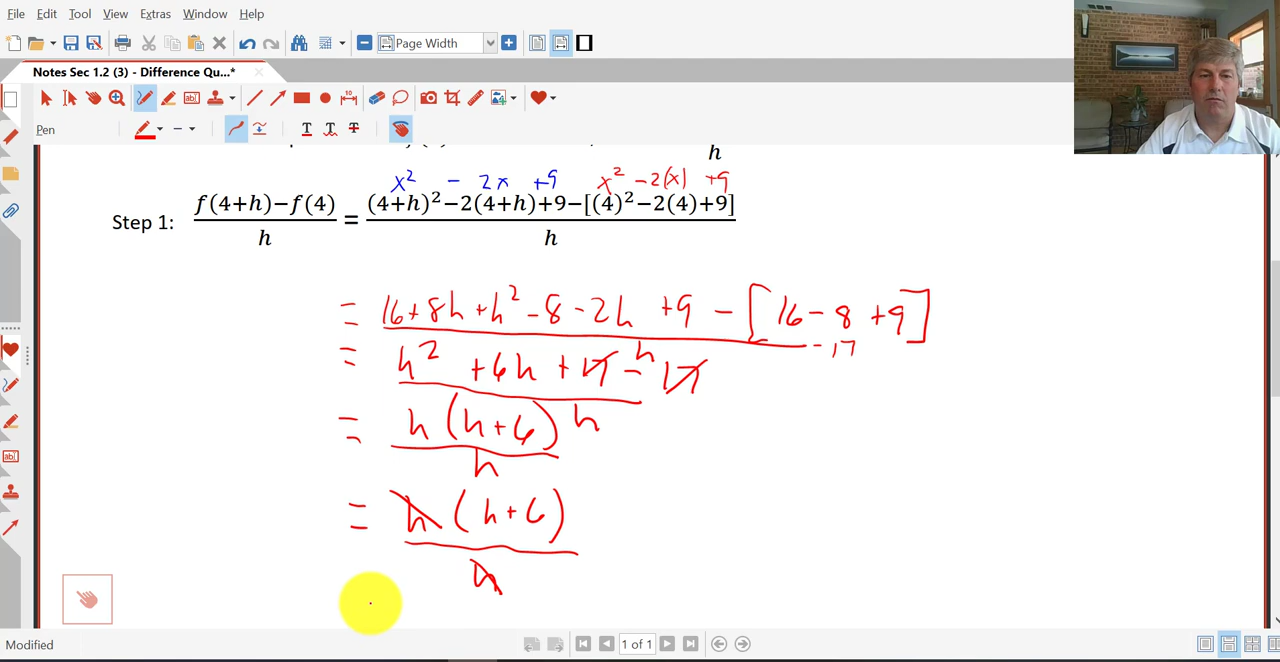 File Edit View Tool Extras Window Help
Page Width
Notes Sec 1.2 (3) - Difference Qu...*
Pen
h
x² - 2x +9 x² -2(x) +9
Step 1: f(4+h)−f(4) / h = (4+h)²−2(4+h)+9−[(4)²−2(4)+9] / h
= 16+8h+h² -8 -2h +9 - [16-8+9] / h
-17
= h² +6h +17 -17 / h
= h(h+6) / h
= h(h+6) / h
Modified
1 of 1